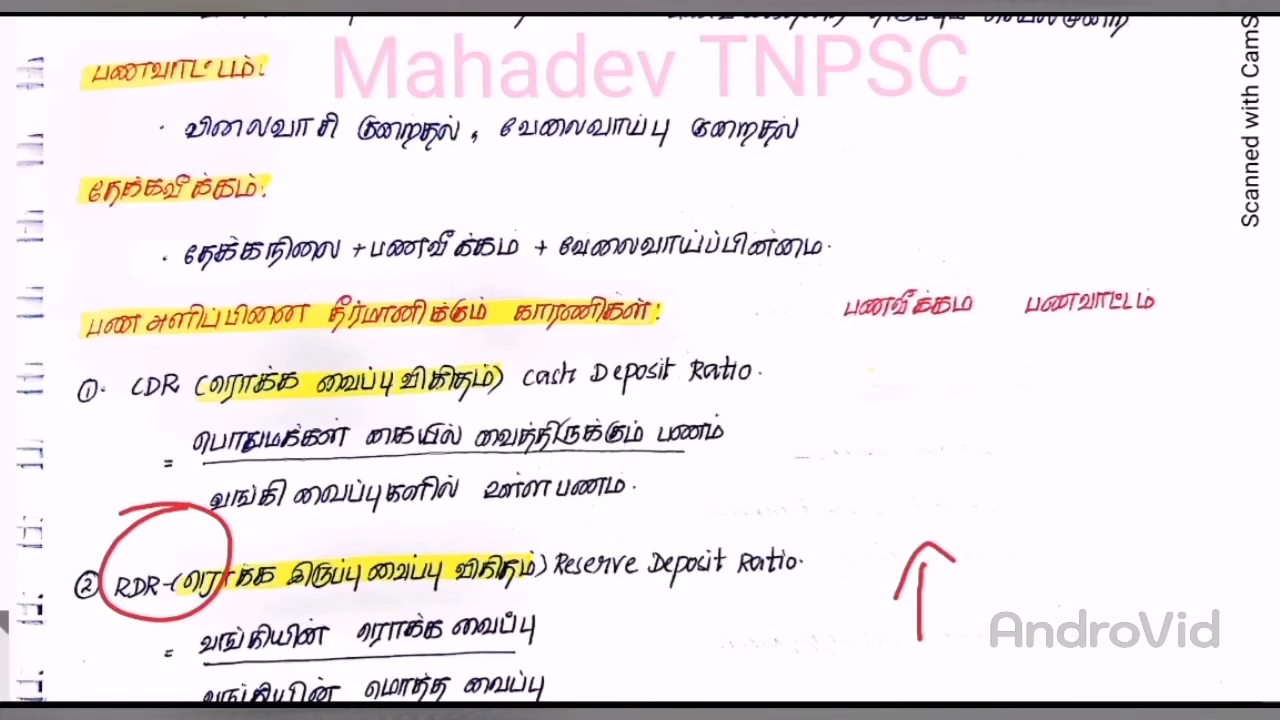 Mahadev TNPSC
Scanned with CamS
பணவாட்டம்:
· விலைவாசி குறைதல், வேலைவாய்ப்பு குறைதல்
தேக்கவீக்கம்:
· தேக்கநிலை + பணவீக்கம் + வேலைவாய்ப்பின்மை.
பண அளிப்பினை தீர்மானிக்கும் காரணிகள்: பணவீக்கம் பணவாட்டம்
①. CDR (ரொக்க வைப்பு விகிதம்) Cash Deposit Ratio.
= பொதுமக்கள் கையில் வைத்திருக்கும் பணம்
வங்கி வைப்புகளில் உள்ள பணம்.
② RDR-(ரொக்க இருப்பு வைப்பு விகிதம்) Reserve Deposit Ratio.
= வங்கியின் ரொக்க வைப்பு
வங்கியின் மொத்த வைப்பு
AndroVid